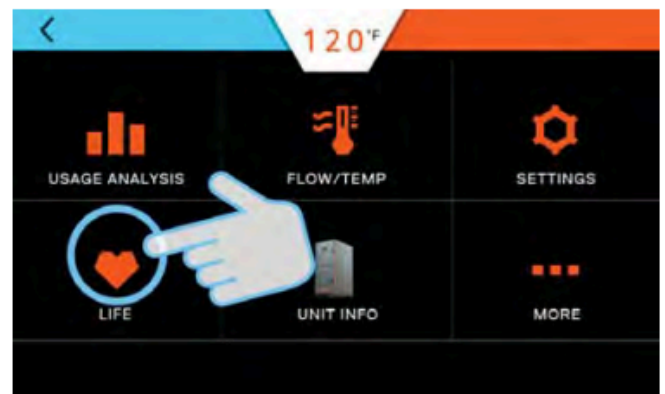 120°F
USAGE ANALYSIS
FLOW/TEMP
SETTINGS
LIFE
UNIT INFO
MORE